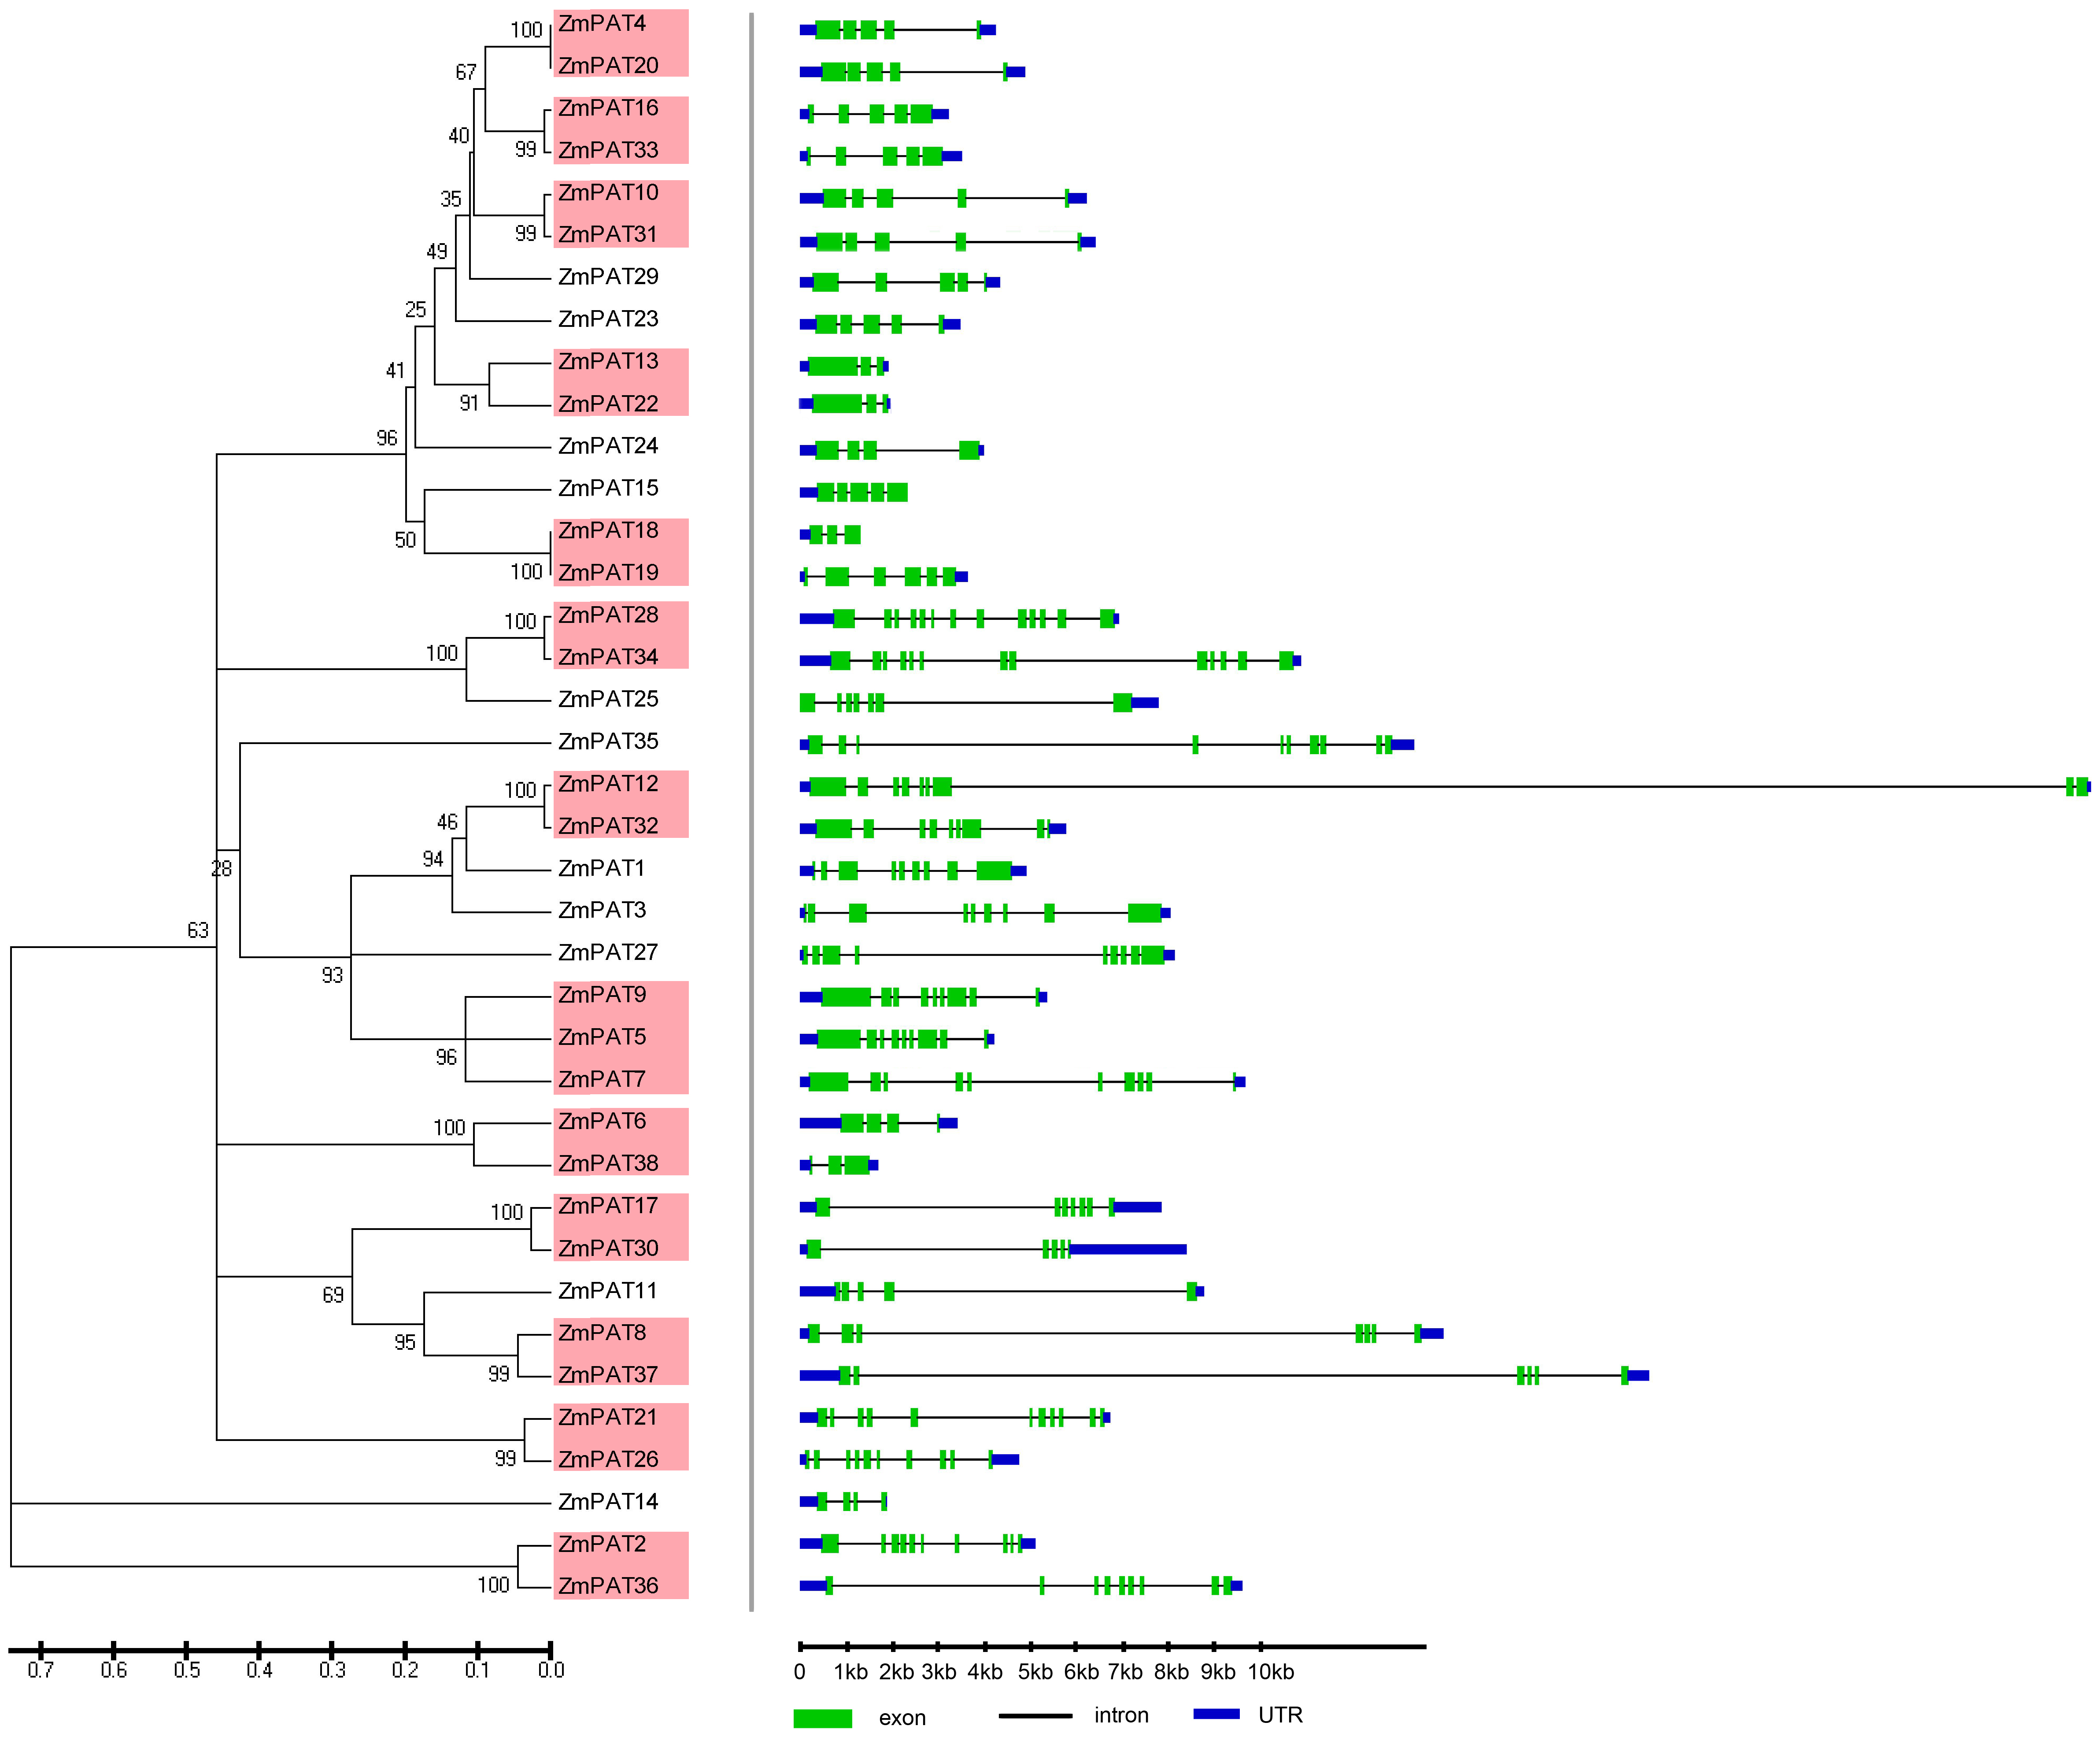 100 ZmPAT4
ZmPAT20
67
ZmPAT16
40
99 ZmPAT33
ZmPAT10
35
99 ZmPAT31
49
ZmPAT29
25
ZmPAT23
41
ZmPAT13
91 ZmPAT22
96
ZmPAT24
ZmPAT15
50
ZmPAT18
100 ZmPAT19
100 ZmPAT28
100 ZmPAT34
ZmPAT25
ZmPAT35
100 ZmPAT12
46 ZmPAT32
94
28
ZmPAT1
ZmPAT3
63
ZmPAT27
93
ZmPAT9
ZmPAT5
96
ZmPAT7
100 ZmPAT6
ZmPAT38
100 ZmPAT17
ZmPAT30
69
ZmPAT11
95
ZmPAT8
99 ZmPAT37
ZmPAT21
99 ZmPAT26
ZmPAT14
ZmPAT2
100 ZmPAT36
0.7 0.6 0.5 0.4 0.3 0.2 0.1 0.0
0 1kb 2kb 3kb 4kb 5kb 6kb 7kb 8kb 9kb 10kb
exon intron UTR